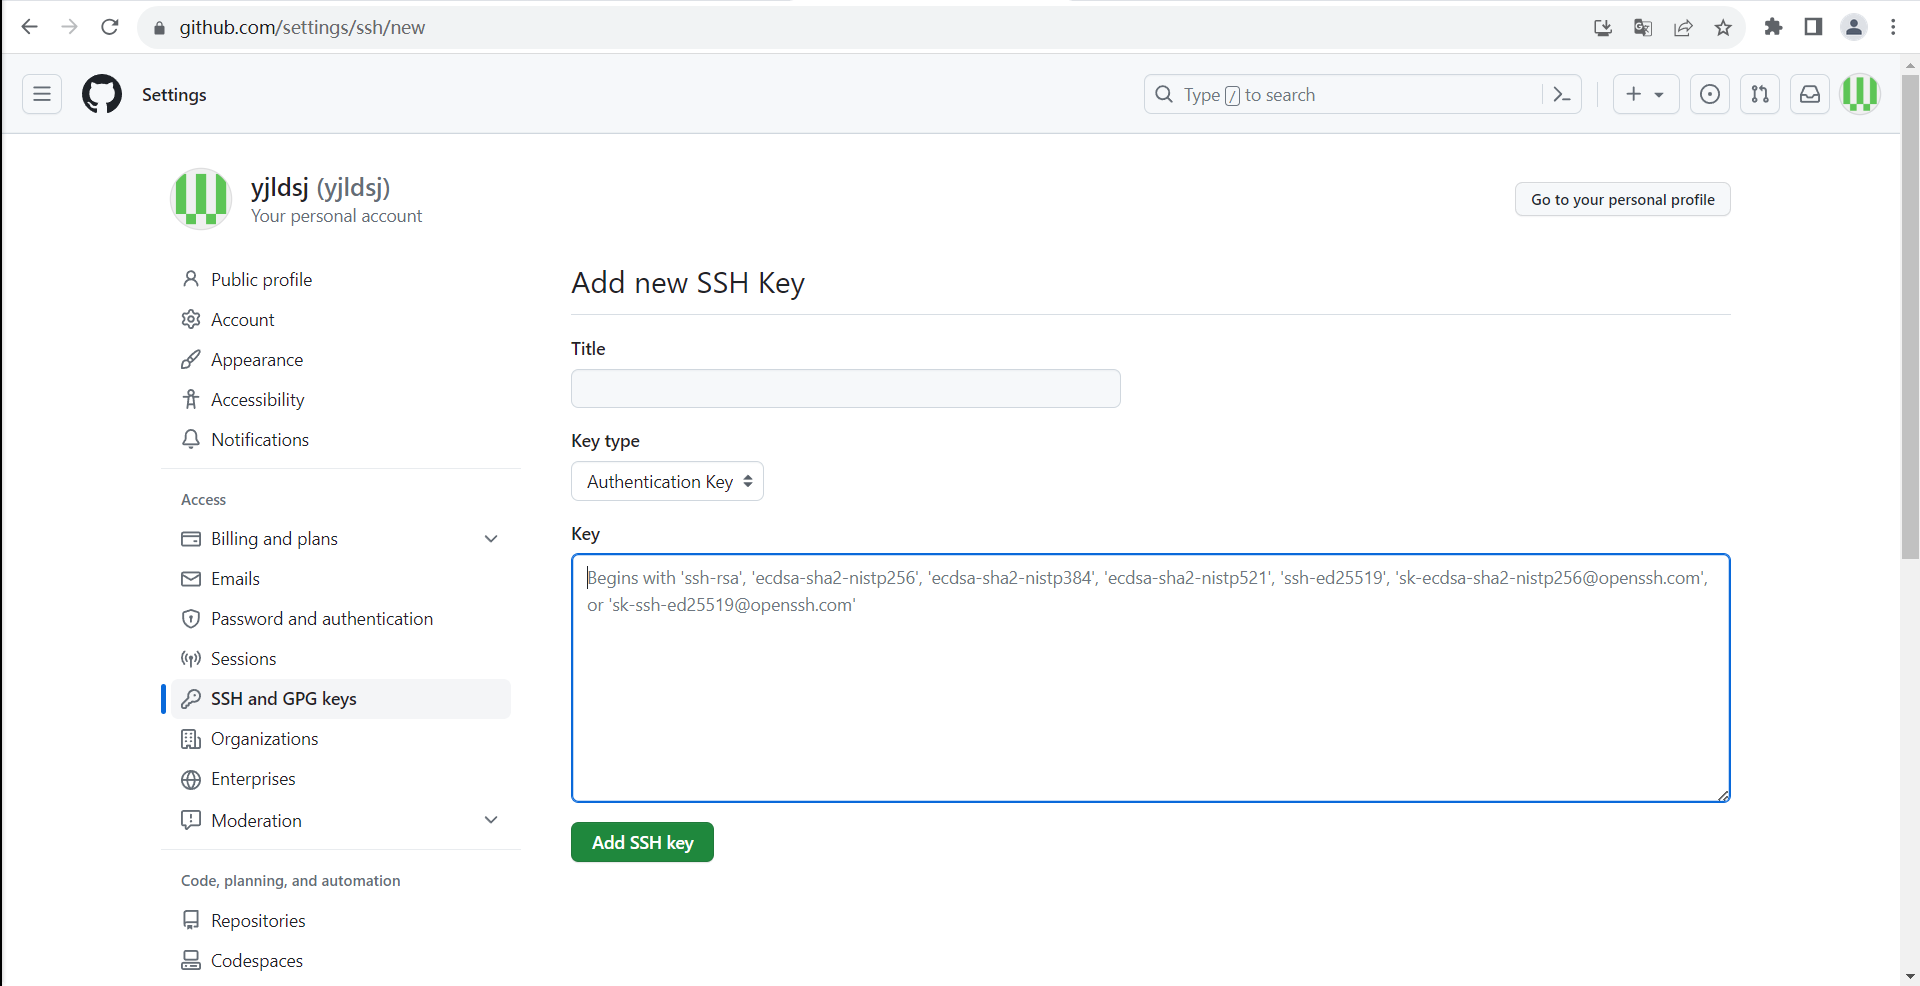 github.com/settings/ssh/new
Settings
Type / to search
yjldsj (yjldsj)
Your personal account
Go to your personal profile
Public profile
Account
Appearance
Accessibility
Notifications
Access
Billing and plans
Emails
Password and authentication
Sessions
SSH and GPG keys
Organizations
Enterprises
Moderation
Code, planning, and automation
Repositories
Codespaces
Add new SSH Key
Title
Key type
Authentication Key
Key
Begins with 'ssh-rsa', 'ecdsa-sha2-nistp256', 'ecdsa-sha2-nistp384', 'ecdsa-sha2-nistp521', 'ssh-ed25519', 'sk-ecdsa-sha2-nistp256@openssh.com',
or 'sk-ssh-ed25519@openssh.com'
Add SSH key